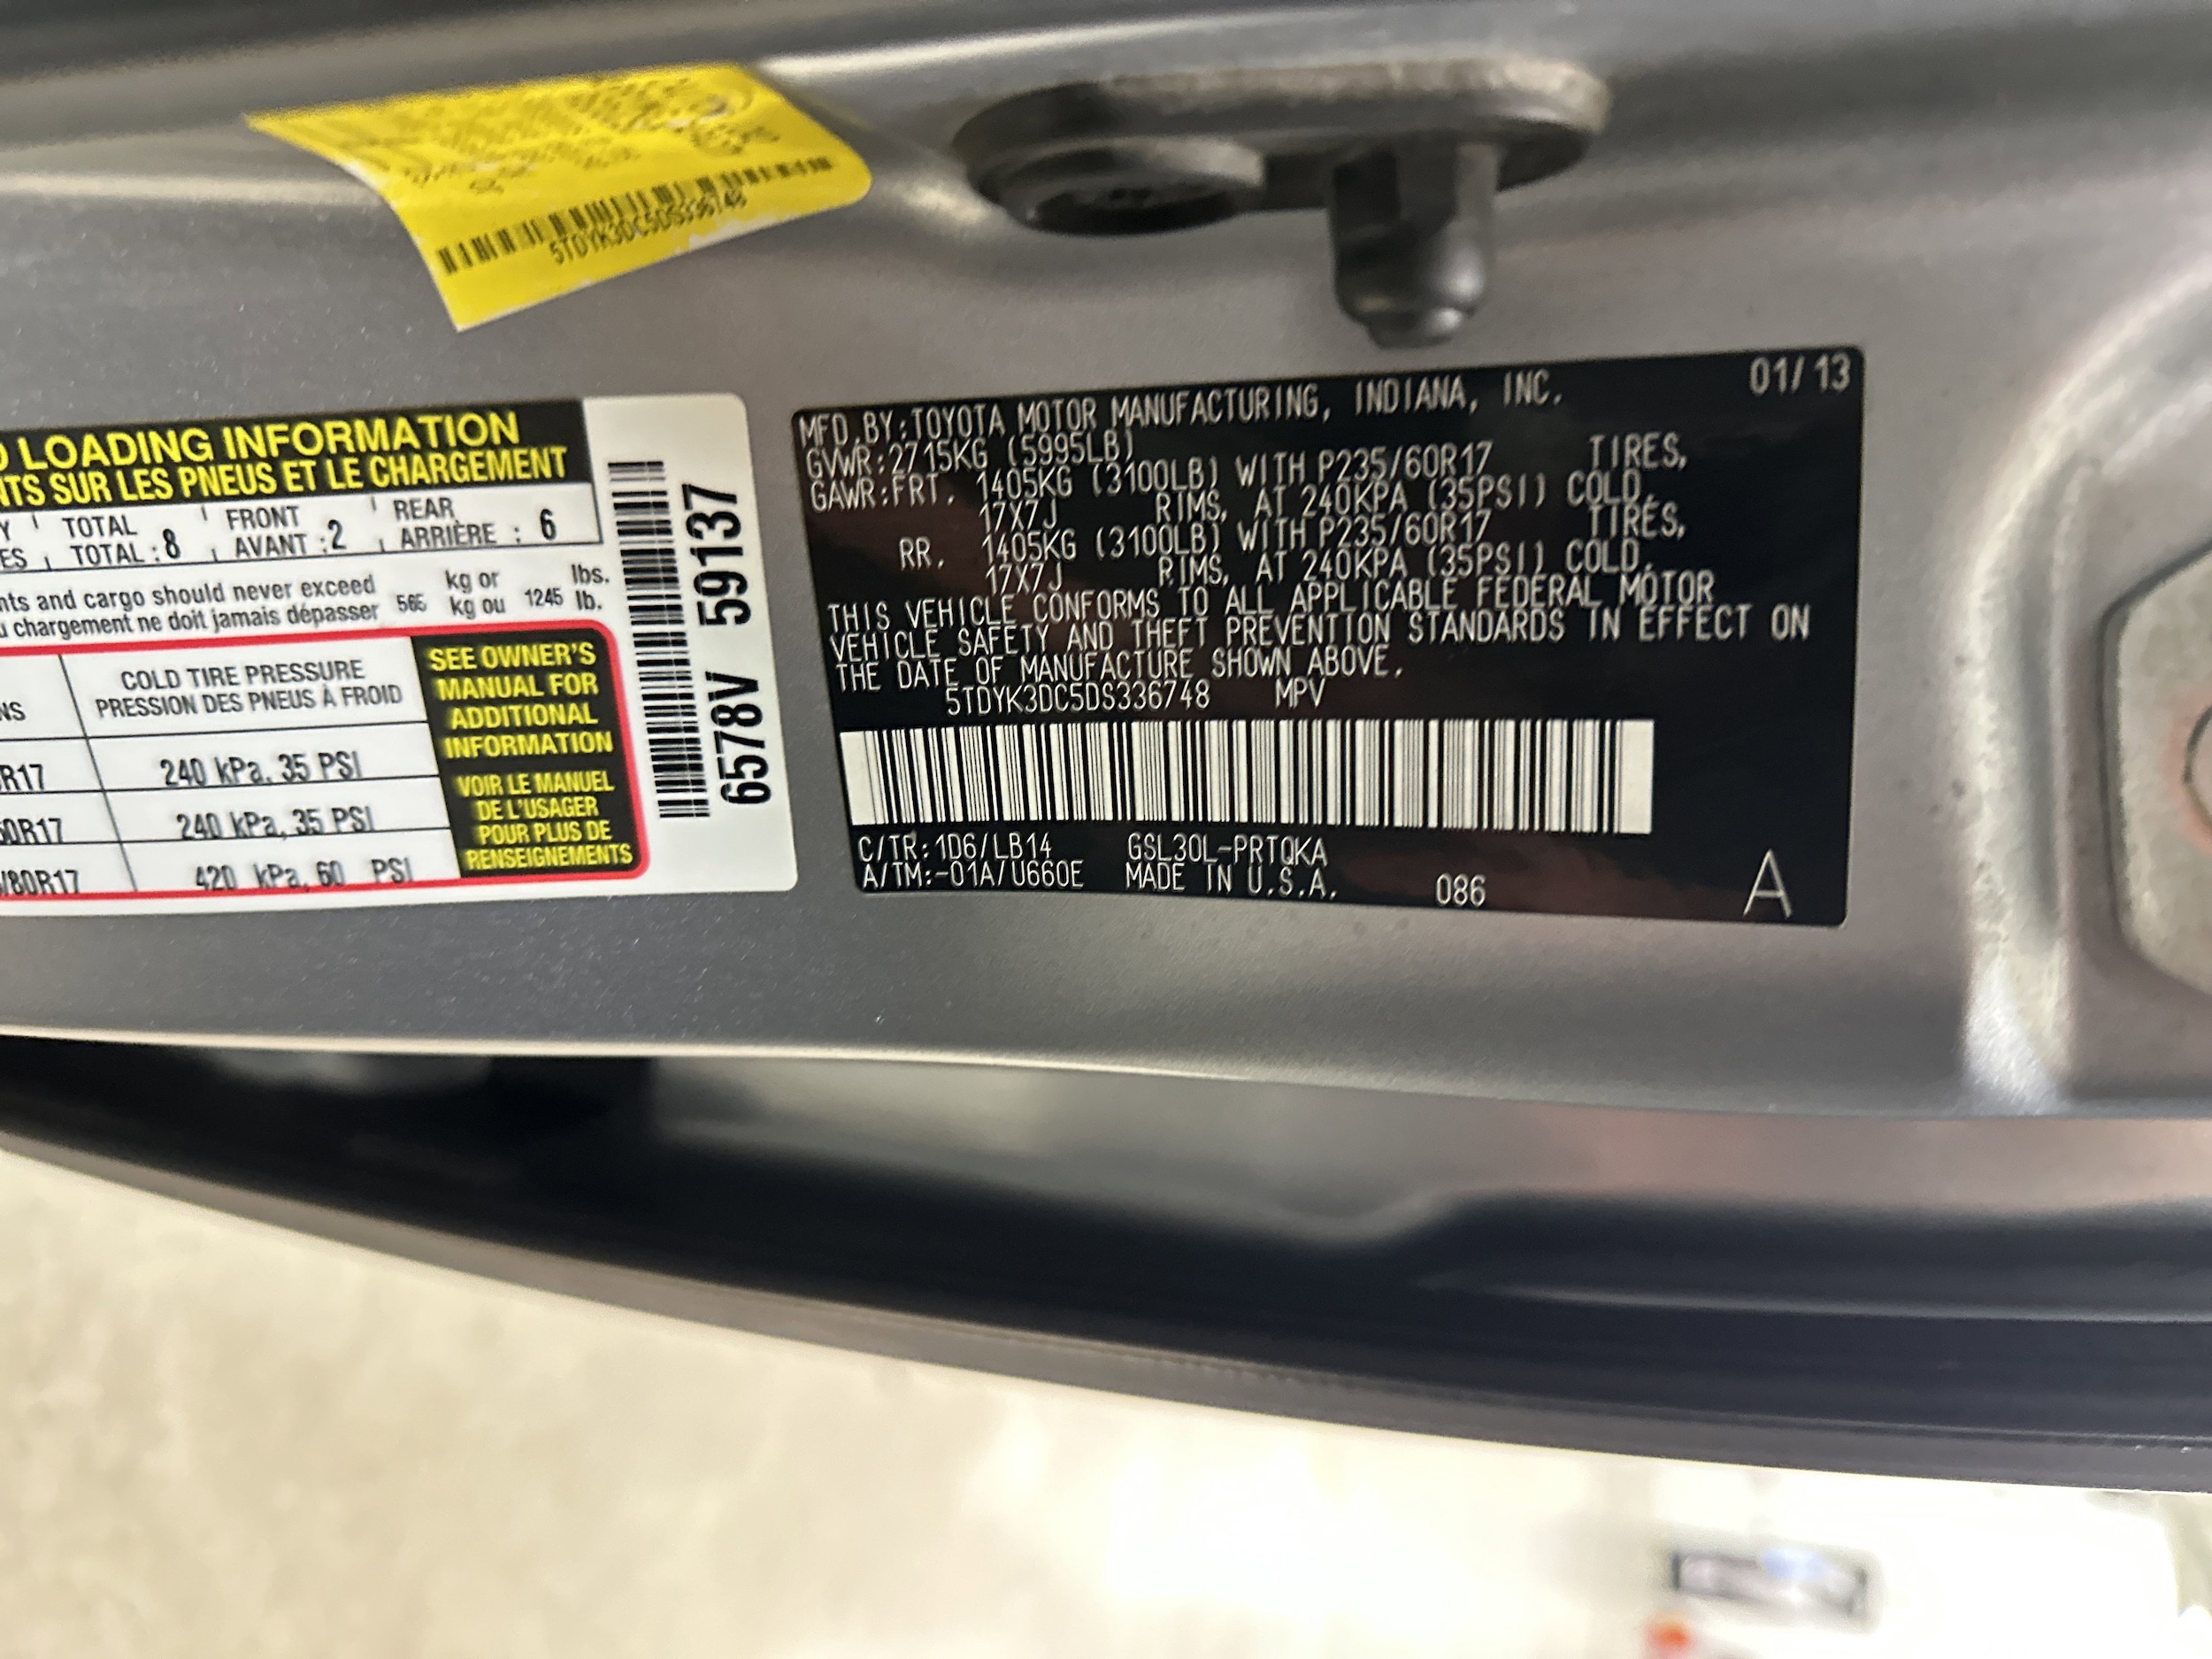 5TDYK3DC5DS336748
LOADING INFORMATION
NTS SUR LES PNEUS ET LE CHARGEMENT
TOTAL
TOTAL : 8
FRONT
AVANT : 2
REAR
ARRIÈRE : 6
nts and cargo should never exceed kg or lbs.
chargement ne doit jamais dépasser 565 kg ou 1245 lb.
COLD TIRE PRESSURE
PRESSION DES PNEUS À FROID
R17 240 kPa, 35 PSI
0R17 240 kPa, 35 PSI
/80R17 420 kPa, 60 PSI
SEE OWNER'S
MANUAL FOR
ADDITIONAL
INFORMATION
VOIR LE MANUEL
DE L'USAGER
POUR PLUS DE
RENSEIGNEMENTS
6578V 59137
MFD.BY:TOYOTA MOTOR MANUFACTURING, INDIANA, INC. 01/13
GVWR:2715KG (5995LB)
GAWR:FRT. 1405KG (3100LB) WITH P235/60R17 TIRES,
17X7J RIMS, AT 240KPA (35PSI) COLD.
RR. 1405KG (3100LB) WITH P235/60R17 TIRES,
17X7J RIMS, AT 240KPA (35PSI) COLD.
THIS VEHICLE CONFORMS TO ALL APPLICABLE FEDERAL MOTOR
VEHICLE SAFETY AND THEFT PREVENTION STANDARDS IN EFFECT ON
THE DATE OF MANUFACTURE SHOWN ABOVE.
5TDYK3DC5DS336748 MPV
C/TR:1D6/LB14 GSL30L-PRTQKA
A/TM:-01A/U660E MADE IN U.S.A. 086
A